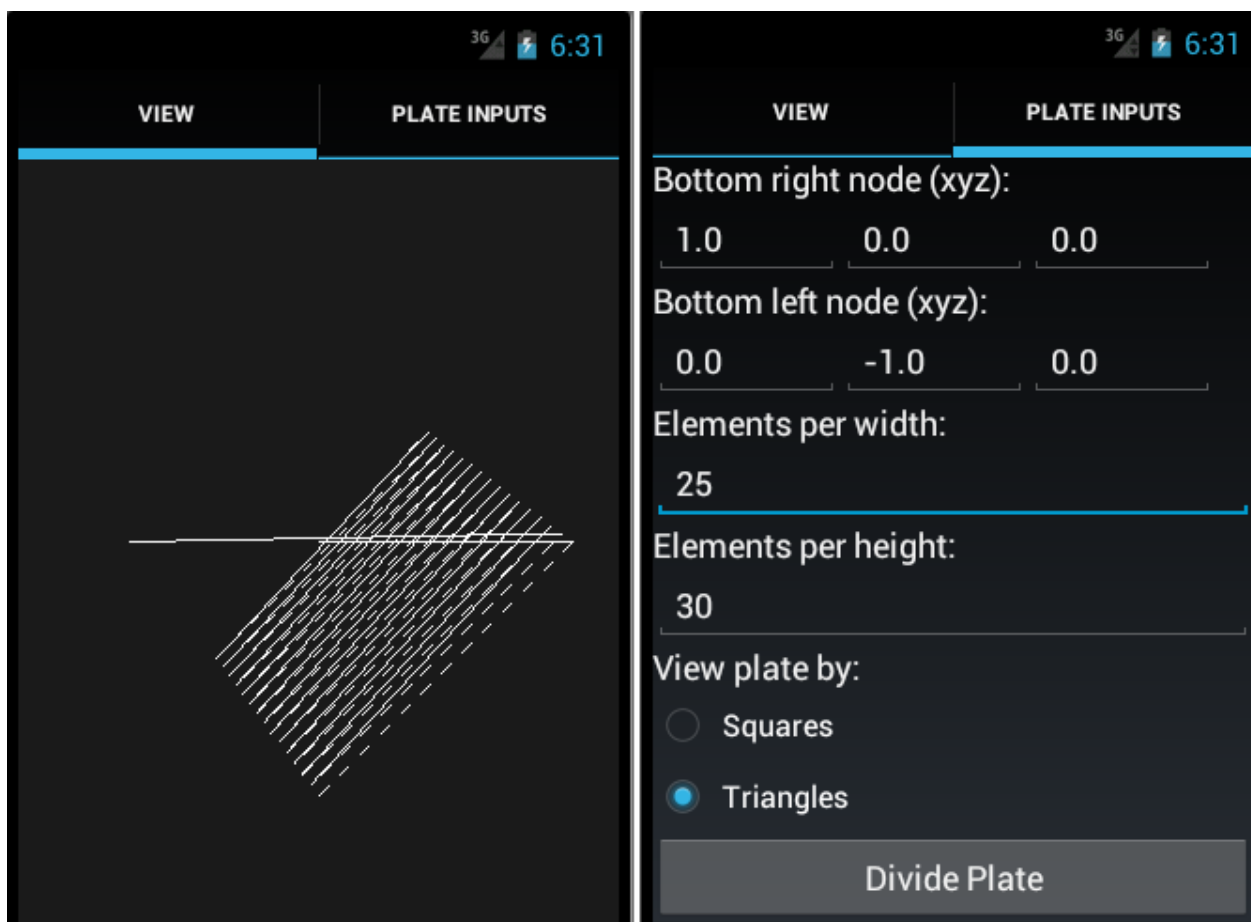 3G 6:31
VIEW PLATE INPUTS
3G 6:31
VIEW PLATE INPUTS
Bottom right node (xyz):
1.0 0.0 0.0
Bottom left node (xyz):
0.0 -1.0 0.0
Elements per width:
25
Elements per height:
30
View plate by:
Squares
Triangles
Divide Plate